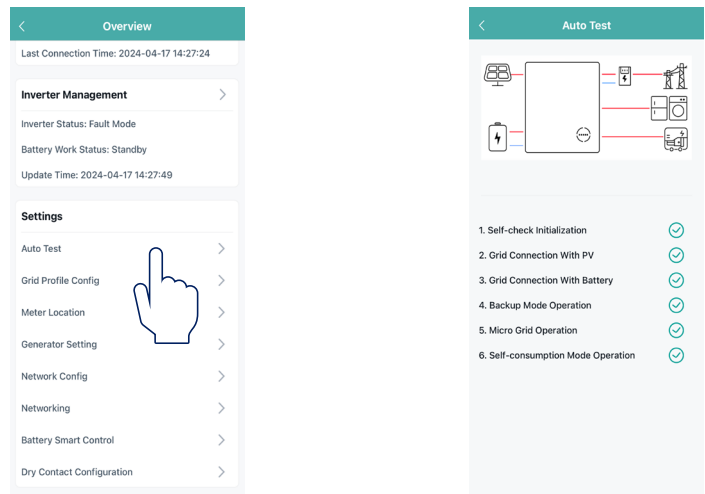 Overview
Last Connection Time: 2024-04-17 14:27:24
Inverter Management
Inverter Status: Fault Mode
Battery Work Status: Standby
Update Time: 2024-04-17 14:27:49
Settings
Auto Test
Grid Profile Config
Meter Location
Generator Setting
Network Config
Networking
Battery Smart Control
Dry Contact Configuration
Auto Test
1. Self-check Initialization
2. Grid Connection With PV
3. Grid Connection With Battery
4. Backup Mode Operation
5. Micro Grid Operation
6. Self-consumption Mode Operation